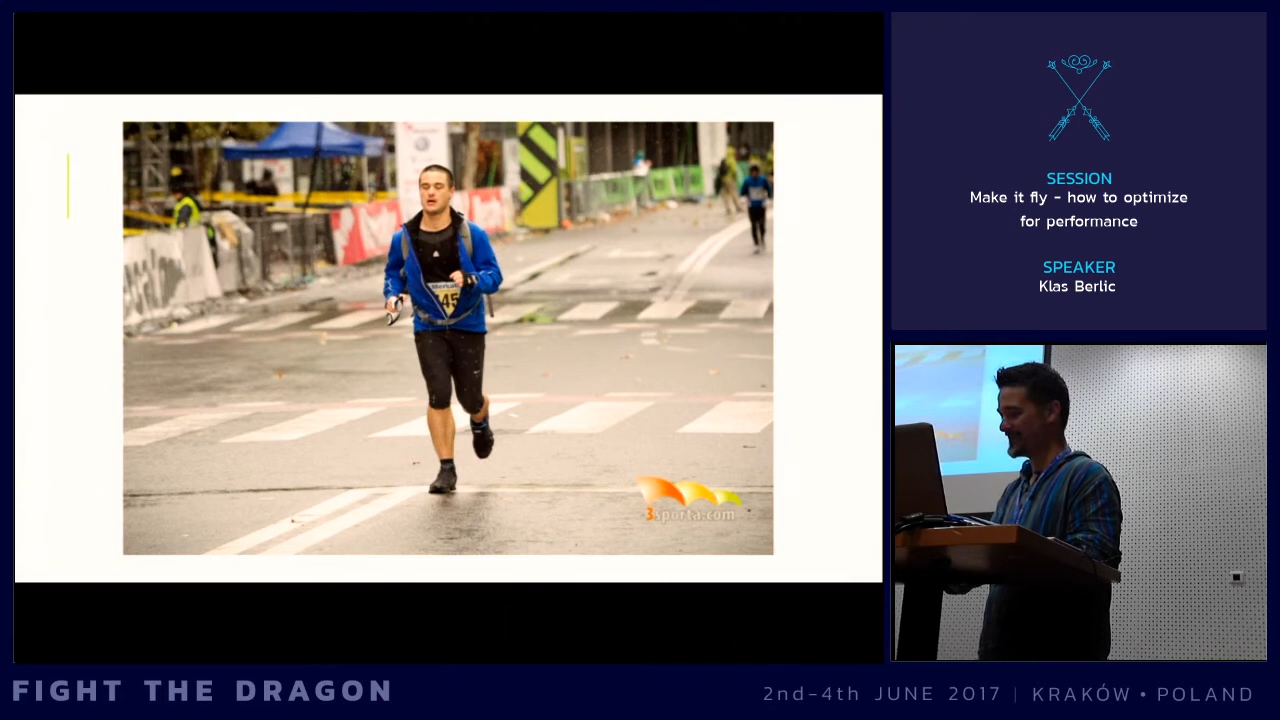 SESSION
Make it fly - how to optimize
for performance
SPEAKER
Klas Berlic
45
3sporta.com
FIGHT THE DRAGON
2nd-4th JUNE 2017 | KRAKÓW • POLAND